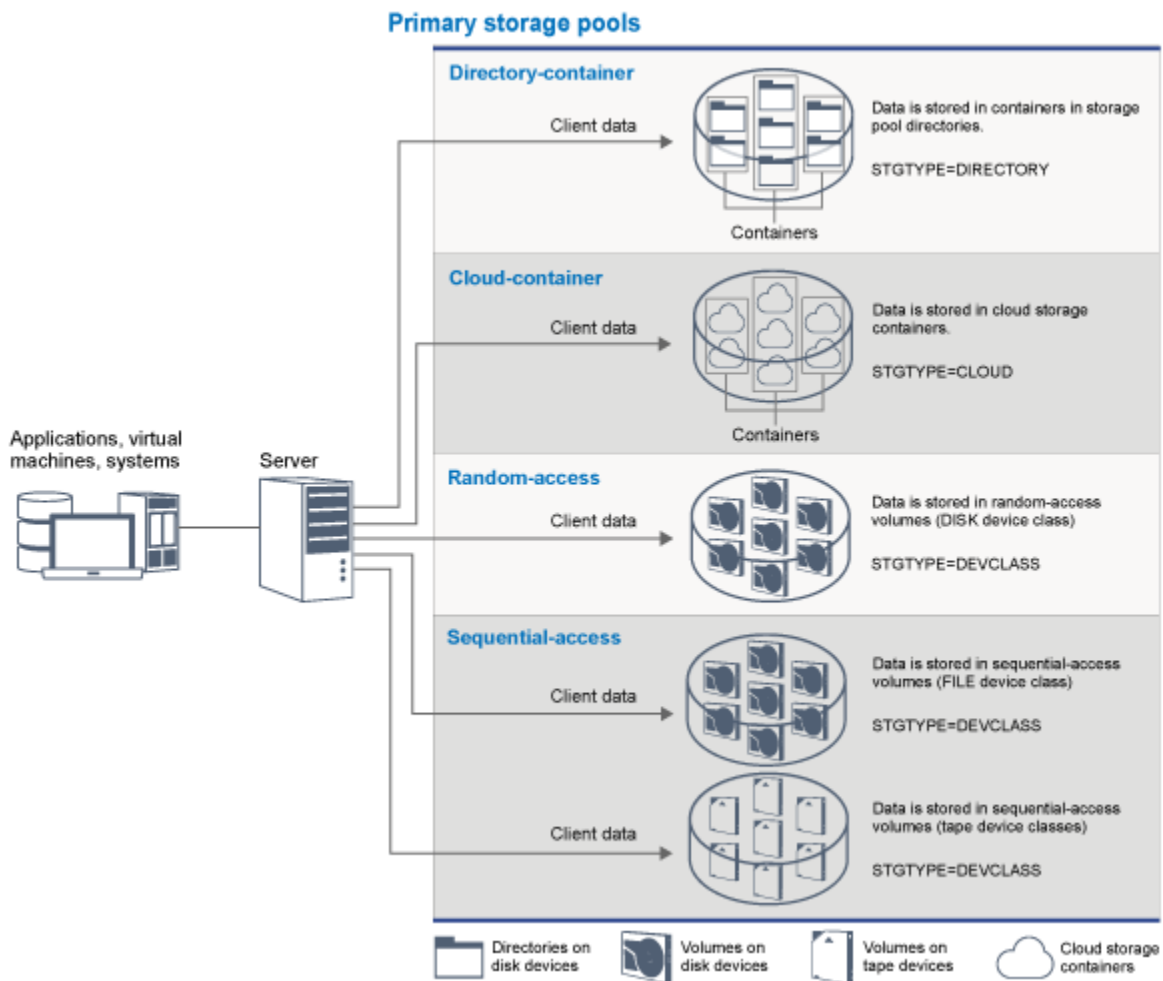 Primary storage pools
Directory-container
Client data
Data is stored in containers in storage
pool directories.
STGTYPE=DIRECTORY
Containers
Cloud-container
Client data
Data is stored in cloud storage
containers.
STGTYPE=CLOUD
Containers
Applications, virtual
machines, systems
Server
Random-access
Client data
Data is stored in random-access
volumes (DISK device class)
STGTYPE=DEVCLASS
Sequential-access
Client data
Data is stored in sequential-access
volumes (FILE device class)
STGTYPE=DEVCLASS
Client data
Data is stored in sequential-access
volumes (tape device classes)
STGTYPE=DEVCLASS
Directories on
disk devices
Volumes on
disk devices
Volumes on
tape devices
Cloud storage
containers